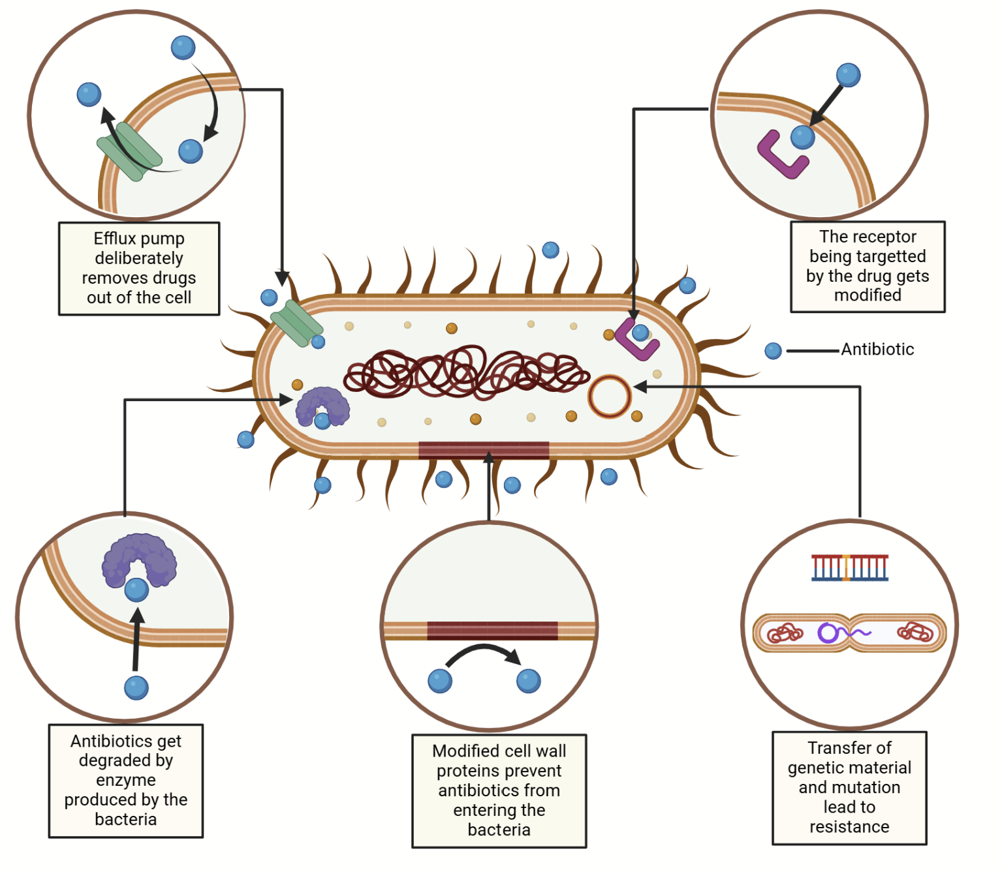 Efflux pump
deliberately
removes drugs
out of the cell
The receptor
being targetted
by the drug gets
modified
Antibiotic
Antibiotics get
degraded by
enzyme
produced by the
bacteria
Modified cell wall
proteins prevent
antibiotics from
entering the
bacteria
Transfer of
genetic material
and mutation
lead to
resistance